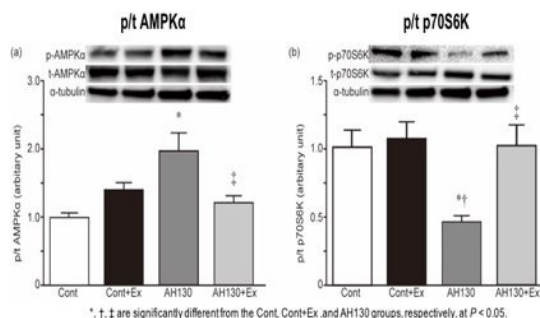 p/t AMPKα
p/t p70S6K
(a)
p-AMPKα
t-AMPKα
α-tubulin
3.0
2.0
1.0
0
p/t AMPKα (arbitary unit)
Cont
Cont+Ex
AH130
AH130+Ex
*
‡
(b)
p-p70S6K
t-p70S6K
α-tubulin
1.5
1.0
0.5
0
p/t p70S6K (arbitary unit)
Cont
Cont+Ex
AH130
AH130+Ex
*†
‡
*, †, ‡ are significantly different from the Cont, Cont+Ex ,and AH130 groups, respectively, at P < 0.05.